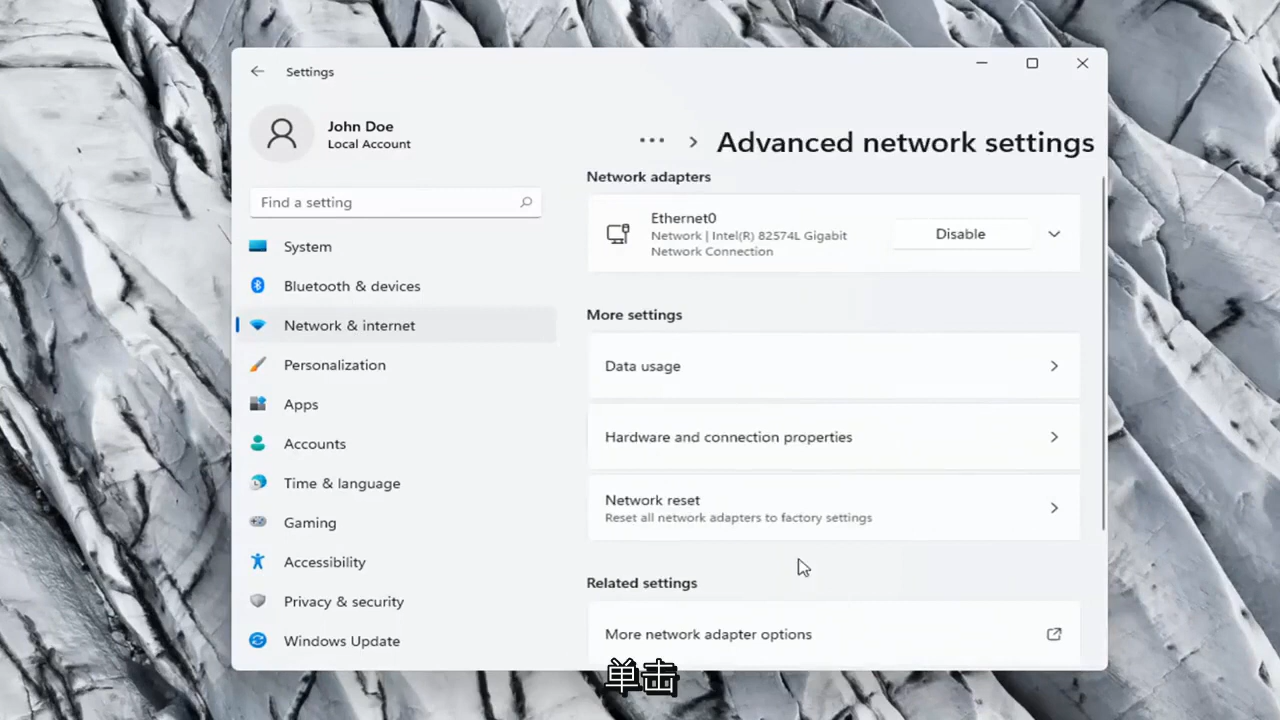 Settings
John Doe
Local Account
Find a setting
System
Bluetooth & devices
Network & internet
Personalization
Apps
Accounts
Time & language
Gaming
Accessibility
Privacy & security
Windows Update
Advanced network settings
Network adapters
Ethernet0
Network | Intel(R) 82574L Gigabit
Network Connection
Disable
More settings
Data usage
Hardware and connection properties
Network reset
Reset all network adapters to factory settings
Related settings
More network adapter options
单击